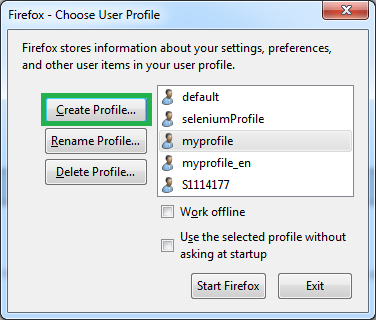 Firefox - Choose User Profile
Firefox stores information about your settings, preferences,
and other user items in your user profile.
Create Profile...
Rename Profile...
Delete Profile...
default
seleniumProfile
myprofile
myprofile_en
S1114177
Work offline
Use the selected profile without
asking at startup
Start Firefox
Exit